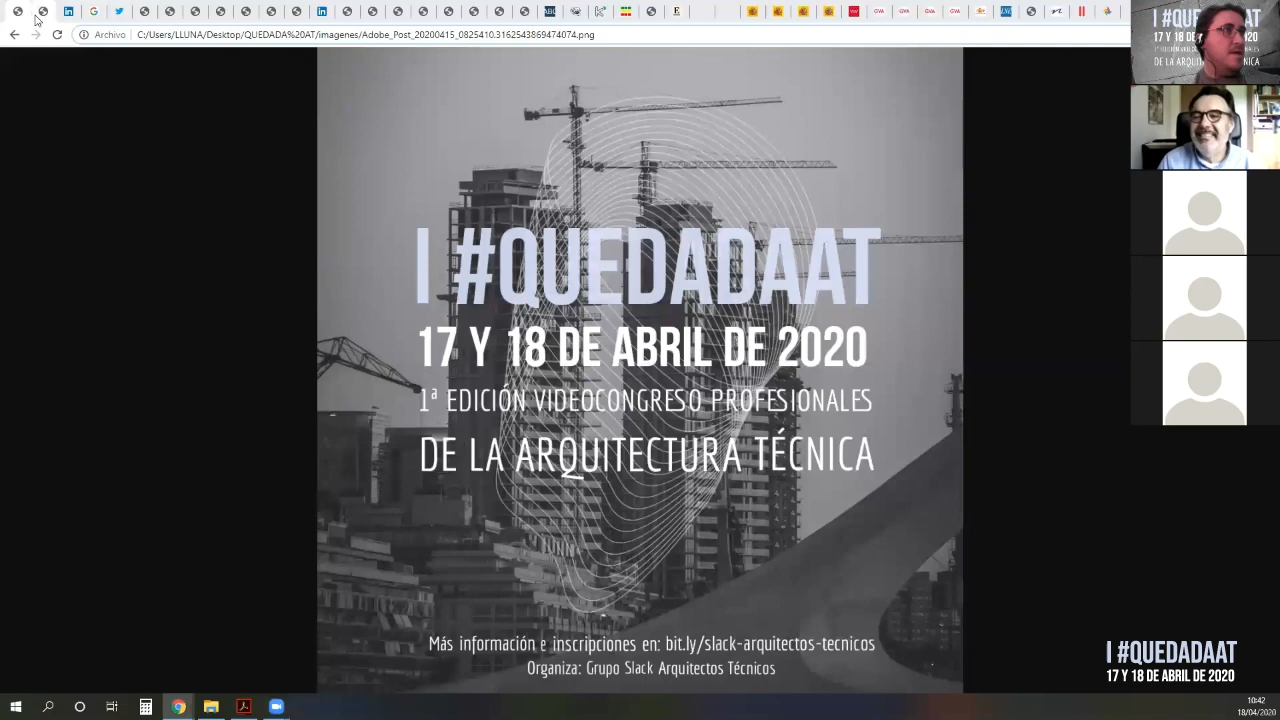 Archivo
C:/Users/LLUNA/Desktop/QUEDADA%20AT/imagenes/Adobe_Post_20200415_0825410.3162543869474074.png
I #QUEDADAAT
17 Y 18 DE ABRIL DE 2020
1ª EDICIÓN VIDEOCONGRESO PROFESIONALES
DE LA ARQUITECTURA TÉCNICA
Más información e inscripciones en: bit.ly/slack-arquitectos-tecnicos
Organiza: Grupo Slack Arquitectos Técnicos
I #QUEDADAAT
17 Y 18 DE ABRIL DE 2020
10:42
18/04/2020